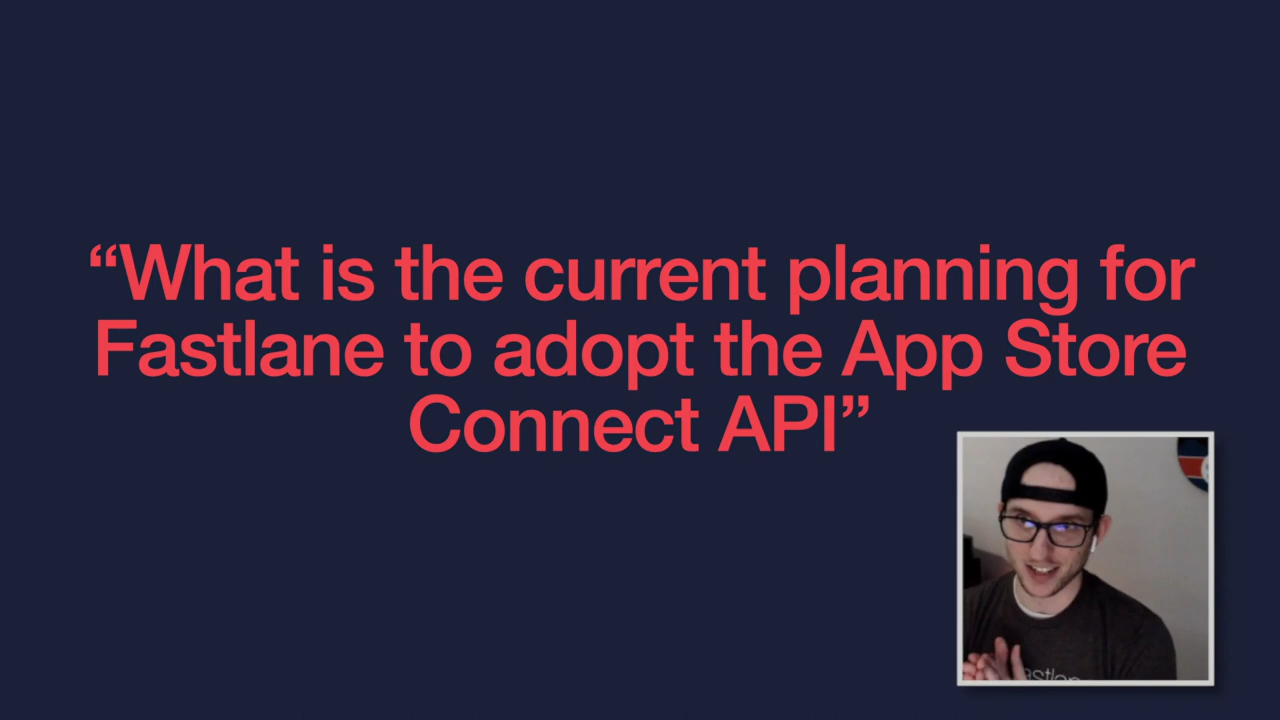 “What is the current planning for
Fastlane to adopt the App Store
Connect API”